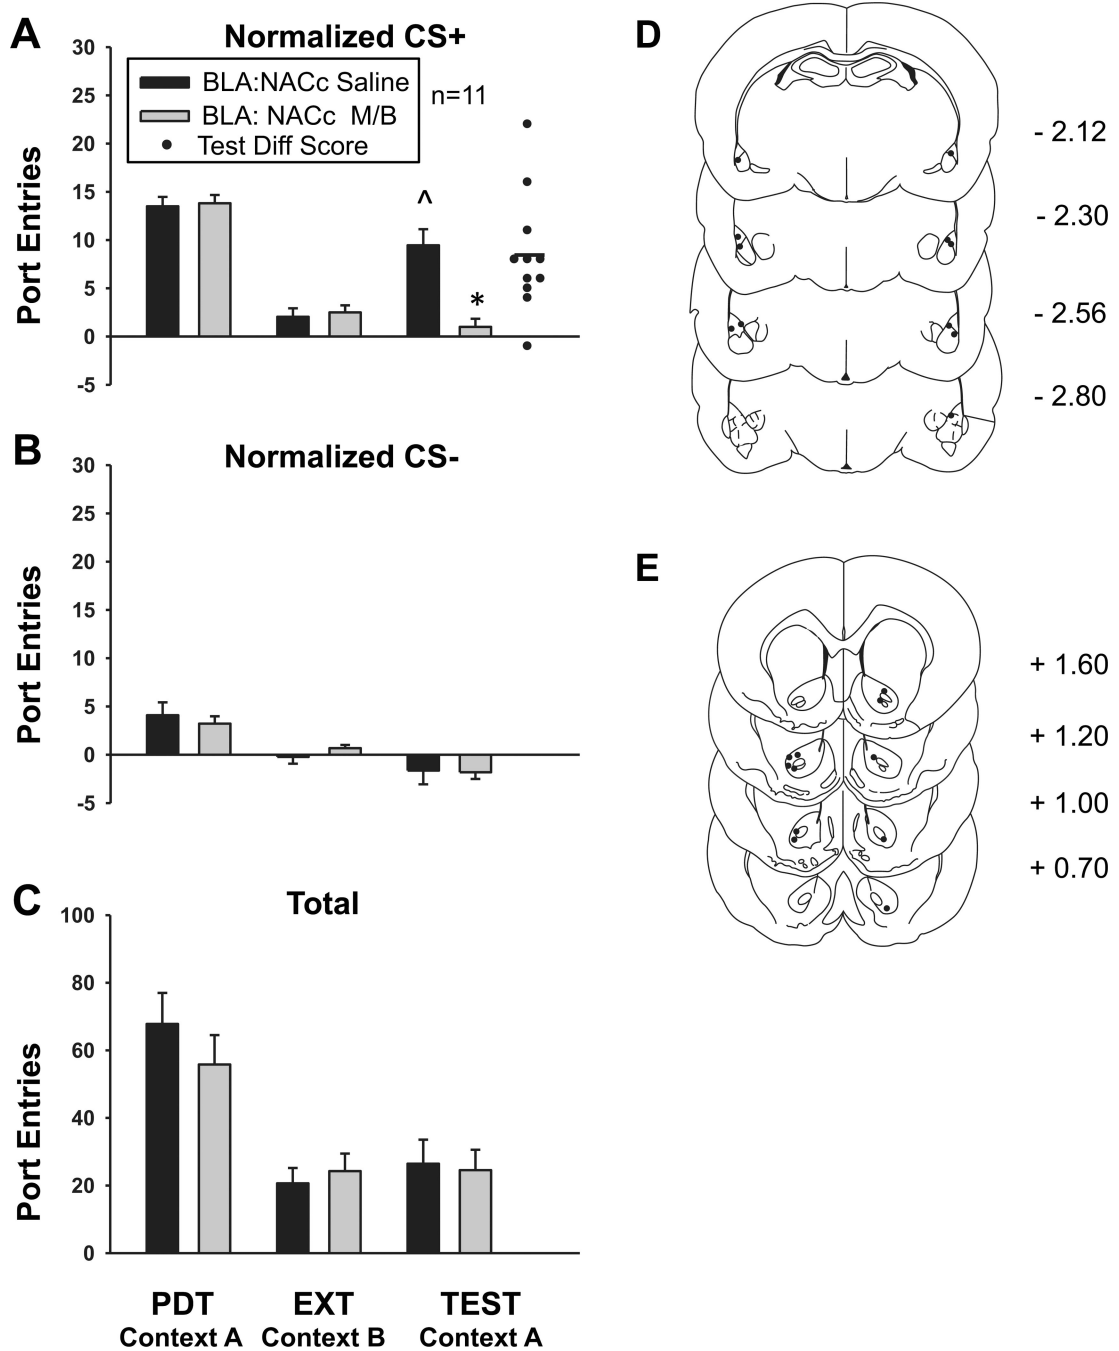 A
Normalized CS+
BLA:NACc Saline
BLA: NACc M/B
Test Diff Score
n=11
Port Entries
30
25
20
15
10
5
0
-5
^
*
B
Normalized CS-
Port Entries
30
25
20
15
10
5
0
-5
C
Total
Port Entries
100
80
60
40
20
0
PDT EXT TEST
Context A Context B Context A
D
- 2.12
- 2.30
- 2.56
- 2.80
E
+ 1.60
+ 1.20
+ 1.00
+ 0.70